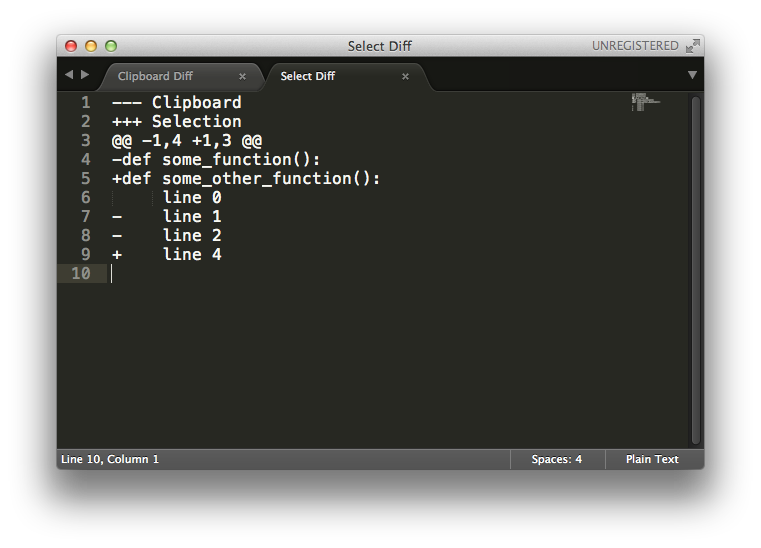 Select Diff
UNREGISTERED
Clipboard Diff × Select Diff ×
1 --- Clipboard
2 +++ Selection
3 @@ -1,4 +1,3 @@
4 -def some_function():
5 +def some_other_function():
6      line 0
7 -    line 1
8 -    line 2
9 +    line 4
10
Line 10, Column 1 Spaces: 4 Plain Text